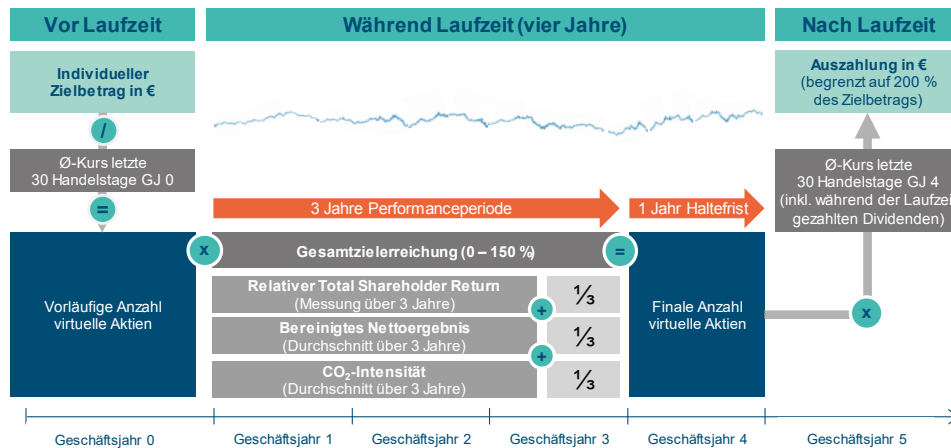 Vor Laufzeit
Während Laufzeit (vier Jahre)
Nach Laufzeit
Individueller
Zielbetrag in €
/
Ø-Kurs letzte
30 Handelstage GJ 0
=
Vorläufige Anzahl
virtuelle Aktien
x
3 Jahre Performanceperiode
1 Jahr Haltefrist
Gesamtzielerreichung (0 – 150 %)
=
Relativer Total Shareholder Return
(Messung über 3 Jahre)
⅓
+
Bereinigtes Nettoergebnis
(Durchschnitt über 3 Jahre)
⅓
+
CO₂-Intensität
(Durchschnitt über 3 Jahre)
⅓
Finale Anzahl
virtuelle Aktien
Auszahlung in €
(begrenzt auf 200 %
des Zielbetrags)
Ø-Kurs letzte
30 Handelstage GJ 4
(inkl. während der Laufzei
gezahlten Dividenden)
x
Geschäftsjahr 0
Geschäftsjahr 1
Geschäftsjahr 2
Geschäftsjahr 3
Geschäftsjahr 4
Geschäftsjahr 5